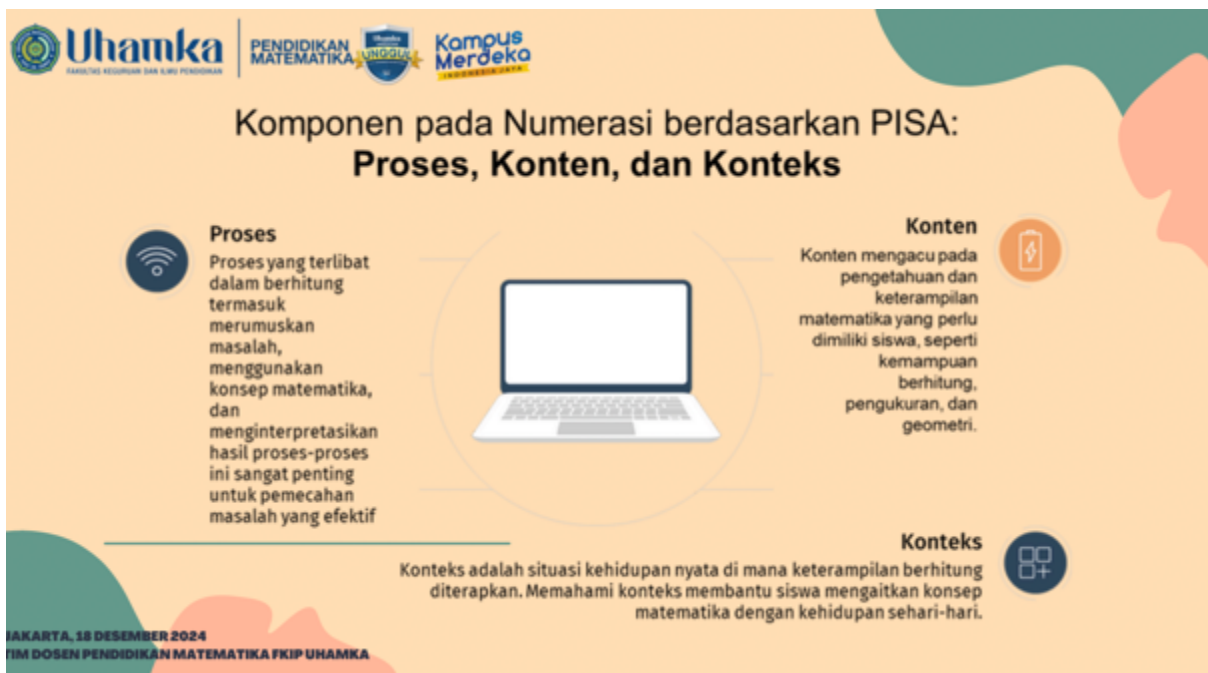 Uhamka
FAKULTAS KEGURUAN DAN ILMU PENDIDIKAN
PENDIDIKAN
MATEMATIKA
UNGGUL
Kampus
Merdeka
INDONESIA JAYA
Komponen pada Numerasi berdasarkan PISA:
Proses, Konten, dan Konteks
Proses
Proses yang terlibat
dalam berhitung
termasuk
merumuskan
masalah,
menggunakan
konsep matematika,
dan
menginterpretasikan
hasil proses-proses
ini sangat penting
untuk pemecahan
masalah yang efektif
Konten
Konten mengacu pada
pengetahuan dan
keterampilan
matematika yang perlu
dimiliki siswa, seperti
kemampuan
berhitung,
pengukuran, dan
geometri.
Konteks
Konteks adalah situasi kehidupan nyata di mana keterampilan berhitung
diterapkan. Memahami konteks membantu siswa mengaitkan konsep
matematika dengan kehidupan sehari-hari.
JAKARTA, 18 DESEMBER 2024
TIM DOSEN PENDIDIKAN MATEMATIKA FKIP UHAMKA